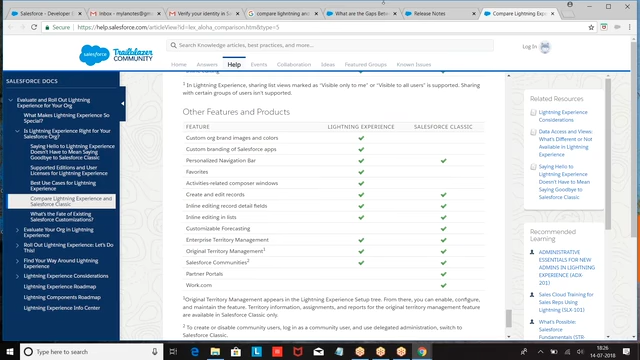 Salesforce - Developer
Inbox - mylanotes@gm
Verify your identity in S
compare lightning and
What are the Gaps Betw
Release Notes
Compare Lightning Exp
Secure
https://help.salesforce.com/articleView?id=lex_aloha_comparison.htm&type=5
salesforce
TRAILBLAZER
COMMUNITY
Search Knowledge articles, best practices, and more...
Log In
Home
Answers
Help
Events
Collaboration
Ideas
Featured Groups
Known Issues
SALESFORCE DOCS
Evaluate and Roll Out Lightning
Experience for Your Org
What Makes Lightning Experience So
Special?
Is Lightning Experience Right for Your
Salesforce Org?
Saying Hello to Lightning Experience
Doesn't Have to Mean Saying
Goodbye to Salesforce Classic
Supported Editions and User
Licenses for Lightning Experience
Best Use Cases for Lightning
Experience
Compare Lightning Experience and
Salesforce Classic
What's the Fate of Existing
Salesforce Customizations?
Evaluate Your Org in Lightning
Experience
Roll Out Lightning Experience: Let's Do
This!
Find Your Way Around Lightning
Experience
Lightning Experience Considerations
Lightning Experience Roadmap
Lightning Components Roadmap
Lightning Experience Info Center
1 In Lightning Experience, sharing list views marked as "Visible only to me" or "Visible to all users" is supported. Sharing
with certain groups of users isn't supported.
Other Features and Products
FEATURE LIGHTNING EXPERIENCE SALESFORCE CLASSIC
Custom org brand images and colors
Custom branding of Salesforce apps
Personalized Navigation Bar
Favorites
Activities-related composer windows
Create and edit records
Inline editing record detail fields
Inline editing in lists
Customizable Forecasting
Enterprise Territory Management
Original Territory Management1
Salesforce Communities2
Partner Portals
Work.com
1Original Territory Management appears in the Lightning Experience Setup tree. From there, you can enable, configure,
and maintain the feature. Territory information, assignments, and reports for the original territory management feature
are available in Salesforce Classic only.
2 To create or disable community users, log in as a community user, and use delegated administration, switch to
Salesforce Classic.
Related Resources
Lightning Experience
Considerations
Data Access and Views:
What's Different or Not
Available in Lightning
Experience
Saying Hello to Lightning
Experience Doesn't Have
to Mean Saying Goodbye
to Salesforce Classic
Recommended
Learning
ADMINISTRATIVE
ESSENTIALS FOR NEW
ADMINS IN LIGHTNING
EXPERIENCE (ADX-
201)
Sales Cloud Training for
Sales Reps Using
Lightning (SLX-101)
What's Possible:
Salesforce
Fundamentals (STB
Type here to search
18:26
14-07-2018